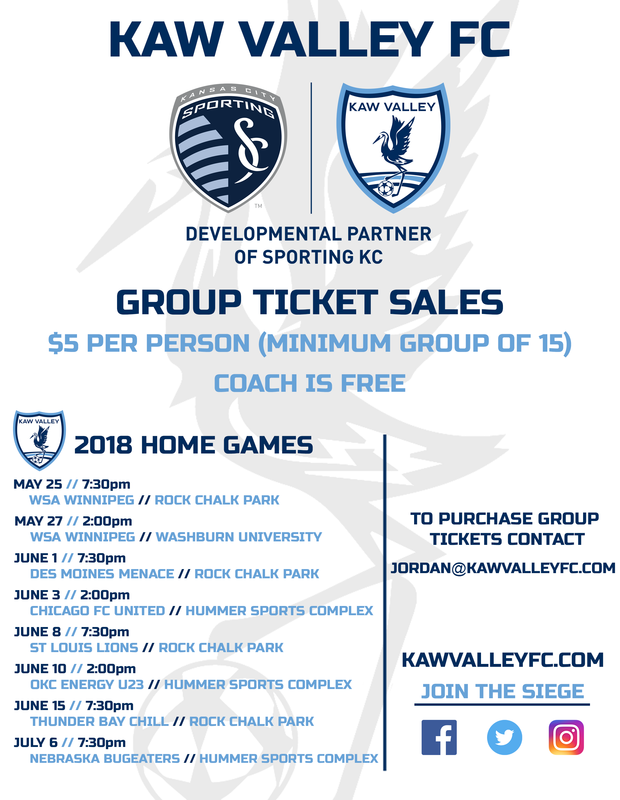 KAW VALLEY FC
KANSAS CITY
SPORTING
SC
TM
KAW VALLEY
DEVELOPMENTAL PARTNER
OF SPORTING KC
GROUP TICKET SALES
$5 PER PERSON (MINIMUM GROUP OF 15)
COACH IS FREE
KAW VALLEY
2018 HOME GAMES
MAY 25 // 7:30pm
WSA WINNIPEG // ROCK CHALK PARK
MAY 27 // 2:00pm
WSA WINNIPEG // WASHBURN UNIVERSITY
JUNE 1 // 7:30pm
DES MOINES MENACE // ROCK CHALK PARK
JUNE 3 // 2:00pm
CHICAGO FC UNITED // HUMMER SPORTS COMPLEX
JUNE 8 // 7:30pm
ST LOUIS LIONS // ROCK CHALK PARK
JUNE 10 // 2:00pm
OKC ENERGY U23 // HUMMER SPORTS COMPLEX
JUNE 15 // 7:30pm
THUNDER BAY CHILL // ROCK CHALK PARK
JULY 6 // 7:30pm
NEBRASKA BUGEATERS // HUMMER SPORTS COMPLEX
TO PURCHASE GROUP
TICKETS CONTACT
JORDAN@KAWVALLEYFC.COM
KAWVALLEYFC.COM
JOIN THE SIEGE